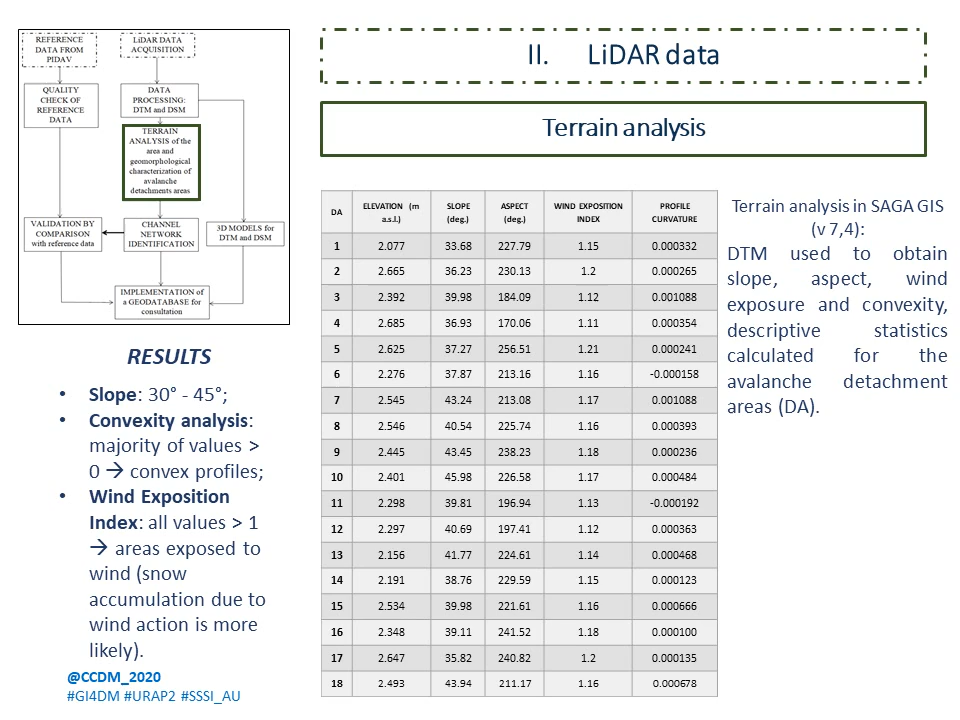 REFERENCE
DATA FROM
PIDAV
LiDAR DATA
ACQUISITION
QUALITY
CHECK OF
REFERENCE
DATA
DATA
PROCESSING:
DTM and DSM
TERRAIN
ANALYSIS of the
area and
geomorphological
characterization of
avalanche
detachments areas
VALIDATION BY
COMPARISON
with reference data
CHANNEL
NETWORK
IDENTIFICATION
3D MODELS for
DTM and DSM
IMPLEMENTATION of
a GEODATABASE for
consultation
II. LiDAR data
Terrain analysis
RESULTS
• Slope: 30° - 45°;
• Convexity analysis:
majority of values >
0 → convex profiles;
• Wind Exposition
Index: all values > 1
→ areas exposed to
wind (snow
accumulation due to
wind action is more
likely).
@CCDM_2020
#GI4DM #URAP2 #SSSI_AU
DA ELEVATION (m a.s.l.) SLOPE (deg.) ASPECT (deg.) WIND EXPOSITION INDEX PROFILE CURVATURE
1 2.077 33.68 227.79 1.15 0.000332
2 2.665 36.23 230.13 1.2 0.000265
3 2.392 39.98 184.09 1.12 0.001088
4 2.685 36.93 170.06 1.11 0.000354
5 2.625 37.27 256.51 1.21 0.000241
6 2.276 37.87 213.16 1.16 -0.000158
7 2.545 43.24 213.08 1.17 0.001088
8 2.546 40.54 225.74 1.16 0.000393
9 2.445 43.45 238.23 1.18 0.000236
10 2.401 45.98 226.58 1.17 0.000484
11 2.298 39.81 196.94 1.13 -0.000192
12 2.297 40.69 197.41 1.12 0.000363
13 2.156 41.77 224.61 1.14 0.000468
14 2.191 38.76 229.59 1.15 0.000123
15 2.534 39.98 221.61 1.16 0.000666
16 2.348 39.11 241.52 1.18 0.000100
17 2.647 35.82 240.82 1.2 0.000135
18 2.493 43.94 211.17 1.16 0.000678
Terrain analysis in SAGA GIS
(v 7,4):
DTM used to obtain
slope, aspect, wind
exposure and convexity,
descriptive statistics
calculated for the
avalanche detachment
areas (DA).